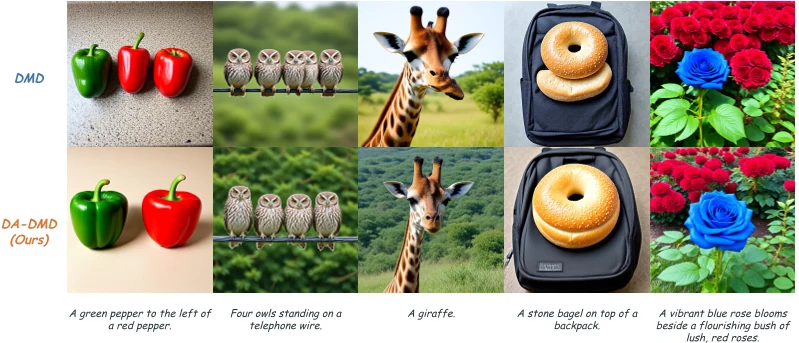 DMD
DA-DMD
(Ours)
A green pepper to the left of
a red pepper.
Four owls standing on a
telephone wire.
A giraffe.
A stone bagel on top of a
backpack.
A vibrant blue rose blooms
beside a flourishing bush of
lush, red roses.